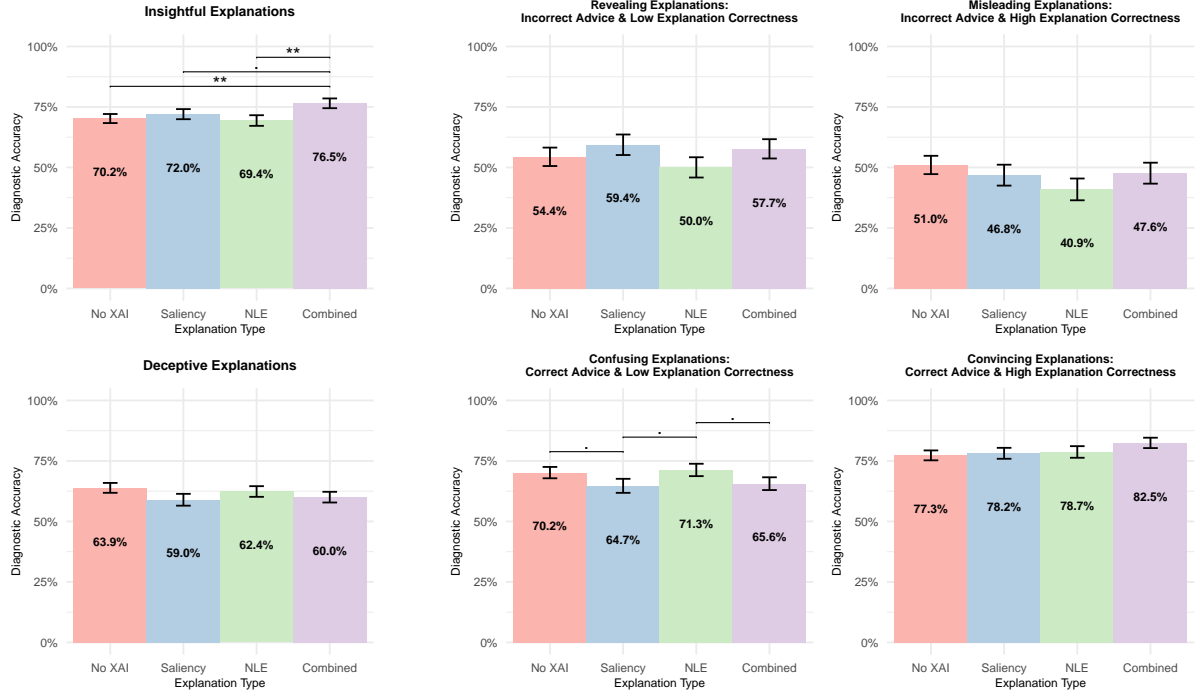 Insightful Explanations
100%
75%
50%
25%
0%
Diagnostic Accuracy
**
.
**
70.2%
72.0%
69.4%
76.5%
No XAI
Saliency
NLE
Combined
Explanation Type
Revealing Explanations:
Incorrect Advice & Low Explanation Correctness
100%
75%
50%
25%
0%
Diagnostic Accuracy
54.4%
59.4%
50.0%
57.7%
No XAI
Saliency
NLE
Combined
Explanation Type
Misleading Explanations:
Incorrect Advice & High Explanation Correctness
100%
75%
50%
25%
0%
Diagnostic Accuracy
51.0%
46.8%
40.9%
47.6%
No XAI
Saliency
NLE
Combined
Explanation Type
Deceptive Explanations
100%
75%
50%
25%
0%
Diagnostic Accuracy
63.9%
59.0%
62.4%
60.0%
No XAI
Saliency
NLE
Combined
Explanation Type
Confusing Explanations:
Correct Advice & Low Explanation Correctness
100%
75%
50%
25%
0%
Diagnostic Accuracy
.
.
.
70.2%
64.7%
71.3%
65.6%
No XAI
Saliency
NLE
Combined
Explanation Type
Convincing Explanations:
Correct Advice & High Explanation Correctness
100%
75%
50%
25%
0%
Diagnostic Accuracy
77.3%
78.2%
78.7%
82.5%
No XAI
Saliency
NLE
Combined
Explanation Type